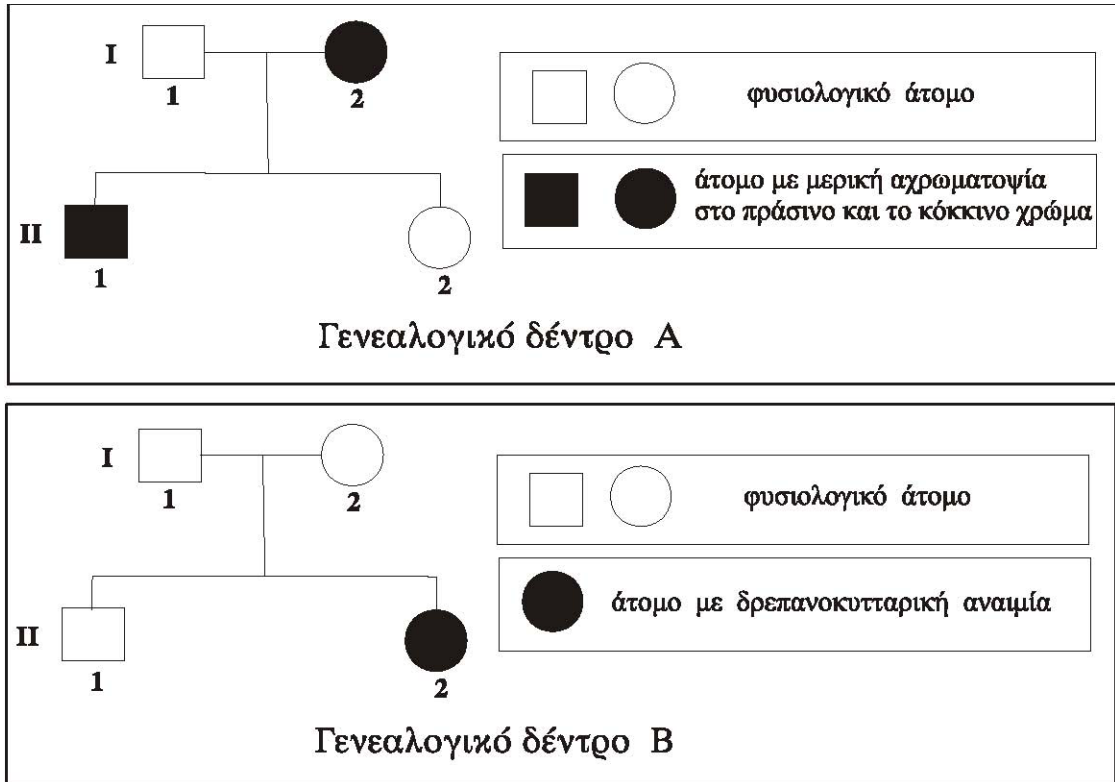 I
1
2
φυσιολογικό άτομο
άτομο με μερική αχρωματοψία
στο πράσινο και το κόκκινο χρώμα
II
1
2
Γενεαλογικό δέντρο Α
I
1
2
φυσιολογικό άτομο
άτομο με δρεπανοκυτταρική αναιμία
II
1
2
Γενεαλογικό δέντρο Β